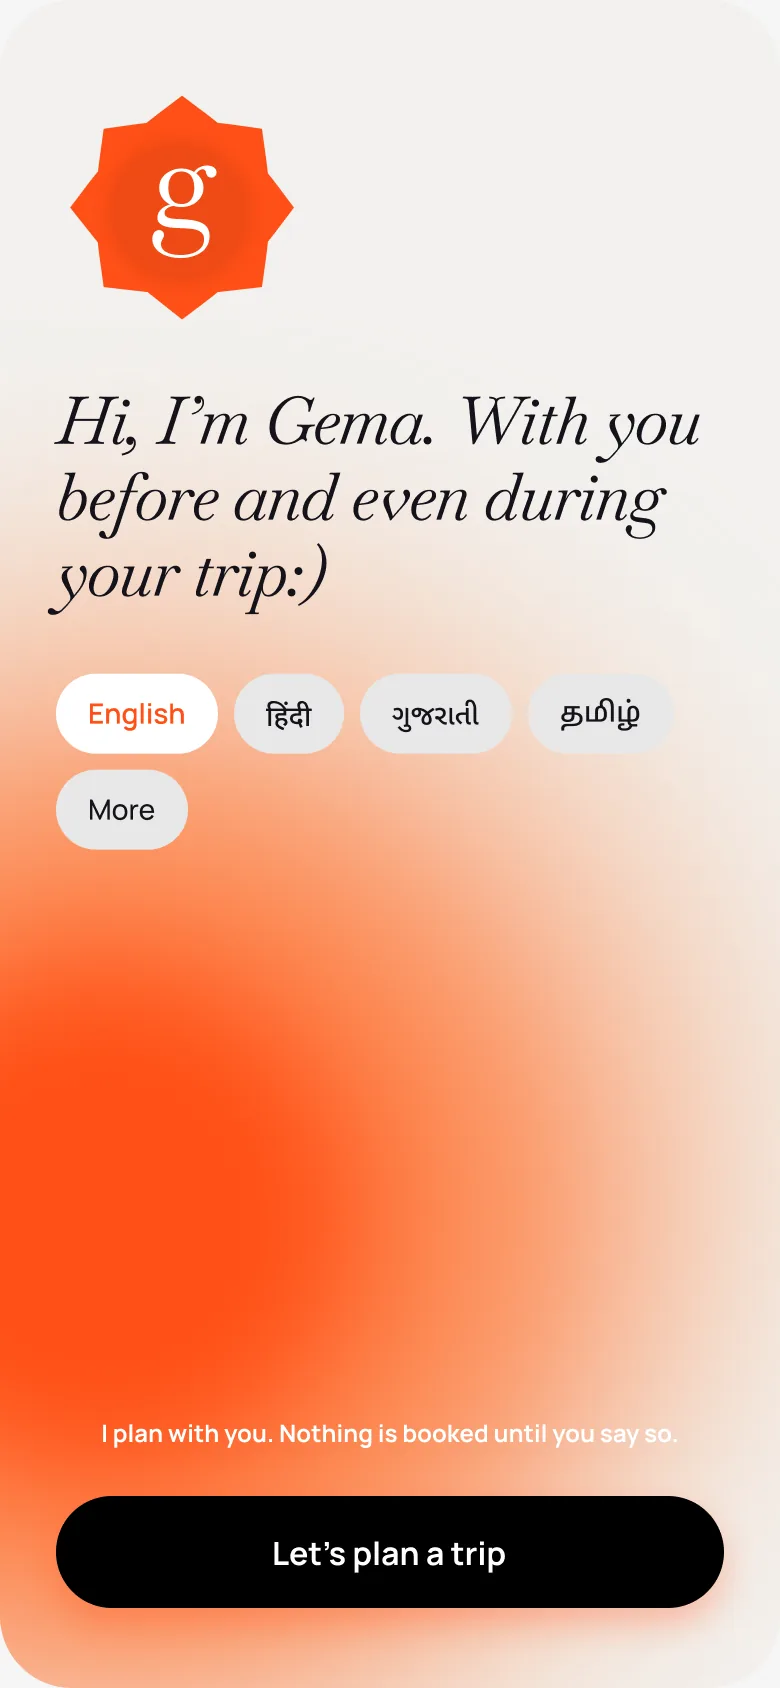 g
Hi, I’m Gema. With you
before and even during
your trip:)
English हिंदी ગુજરાતી தமிழ்
More
I plan with you. Nothing is booked until you say so.
Let’s plan a trip